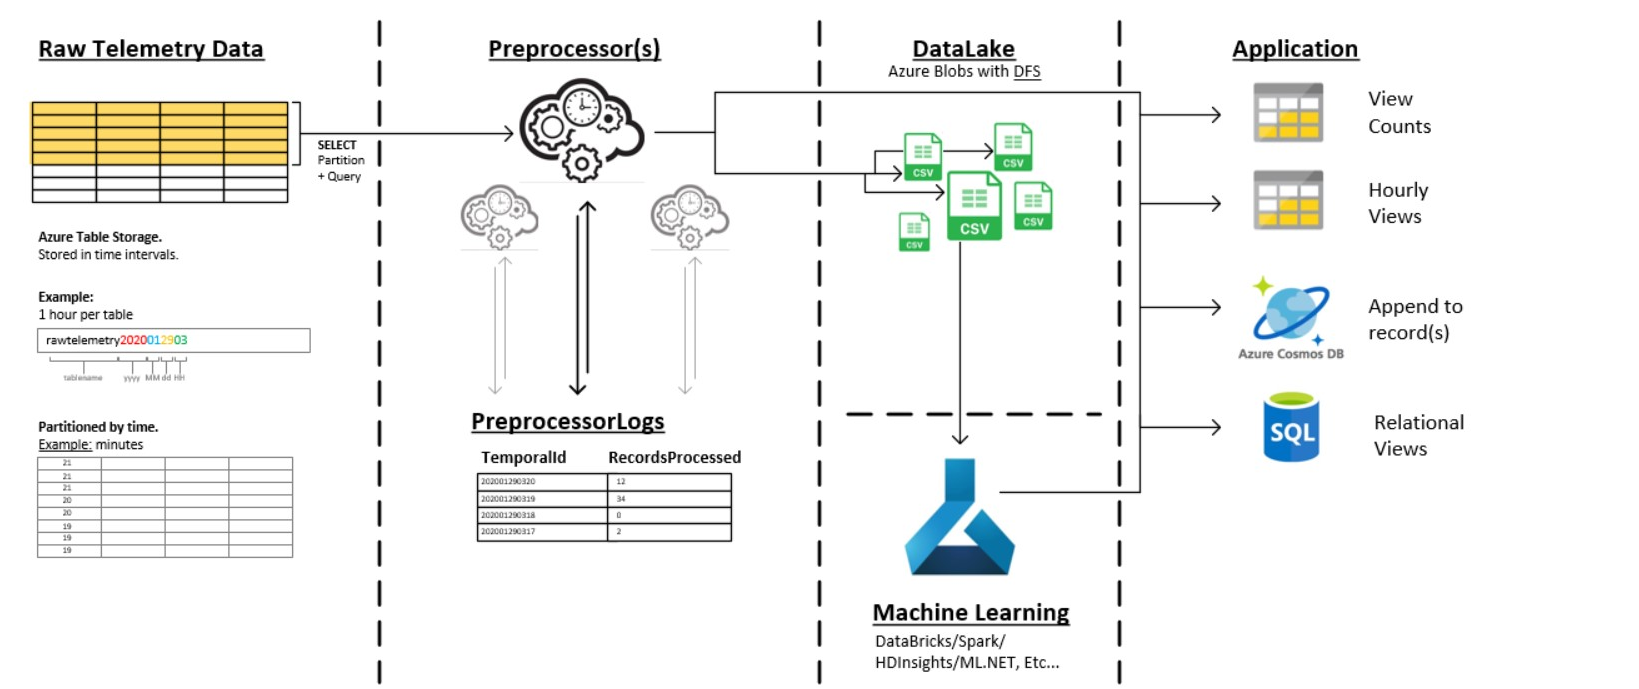 Raw Telemetry Data
SELECT
Partition
+ Query
Azure Table Storage.
Stored in time intervals.
Example:
1 hour per table
rawtelemetry2020012903
tablename yyyy MM dd HH
Partitioned by time.
Example: minutes
21
21
21
20
20
19
19
19
Preprocessor(s)
PreprocessorLogs
TemporalId RecordsProcessed
202001290320 12
202001290319 34
202001290318 0
202001290317 2
DataLake
Azure Blobs with DFS
CSV
CSV
CSV
CSV
CSV
Machine Learning
DataBricks/Spark/
HDInsights/ML.NET, Etc...
Application
View
Counts
Hourly
Views
Azure Cosmos DB
Append to
record(s)
SQL
Relational
Views